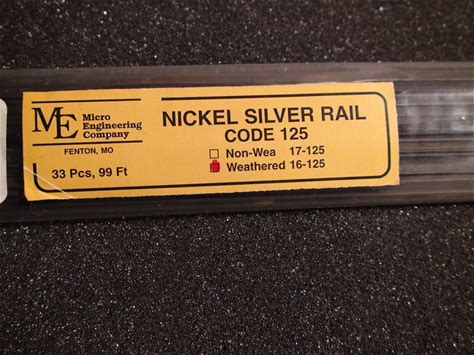 ME Micro
Engineering
Company
FENTON, MO
33 Pcs, 99 Ft
NICKEL SILVER RAIL
CODE 125
Non-Wea 17-125
Weathered 16-125